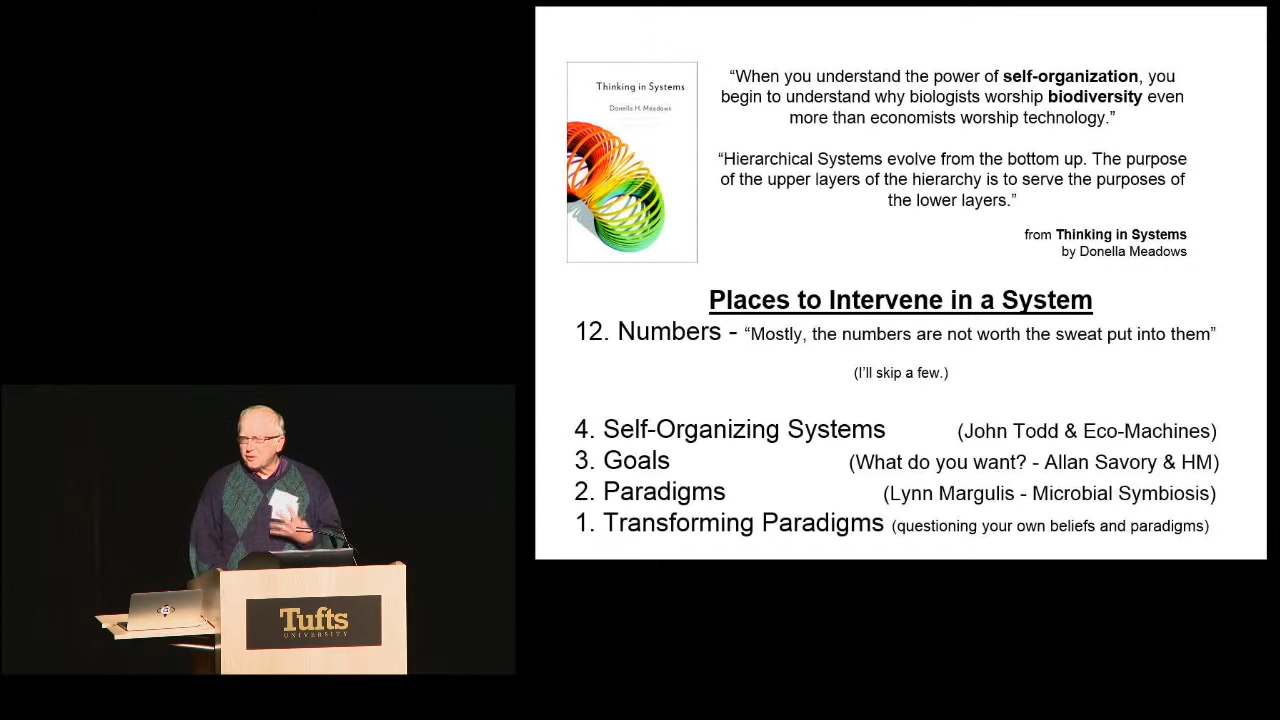 Thinking in Systems
Donella H. Meadows
“When you understand the power of self-organization, you
begin to understand why biologists worship biodiversity even
more than economists worship technology.”
“Hierarchical Systems evolve from the bottom up. The purpose
of the upper layers of the hierarchy is to serve the purposes of
the lower layers.”
from Thinking in Systems
by Donella Meadows
Places to Intervene in a System
12. Numbers - “Mostly, the numbers are not worth the sweat put into them”
(I’ll skip a few.)
4. Self-Organizing Systems (John Todd & Eco-Machines)
3. Goals (What do you want? - Allan Savory & HM)
2. Paradigms (Lynn Margulis - Microbial Symbiosis)
1. Transforming Paradigms (questioning your own beliefs and paradigms)
Tufts
UNIVERSITY